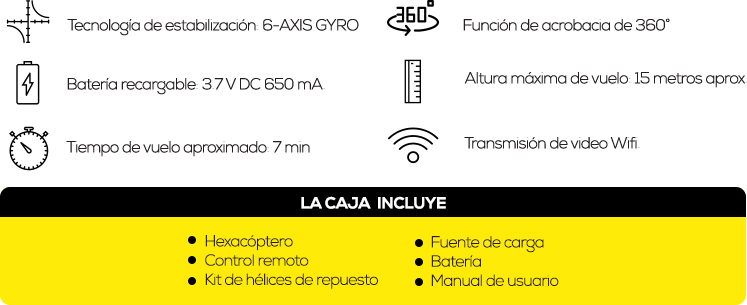 Tecnología de estabilización: 6-AXIS GYRO
360°
Función de acrobacia de 360°
Batería recargable: 3.7 V DC 650 mA.
Altura máxima de vuelo: 15 metros aprox.
Tiempo de vuelo aproximado: 7 min
Transmisión de video Wifi.
LA CAJA INCLUYE
Hexacóptero
Control remoto
Kit de hélices de repuesto
Fuente de carga
Batería
Manual de usuario